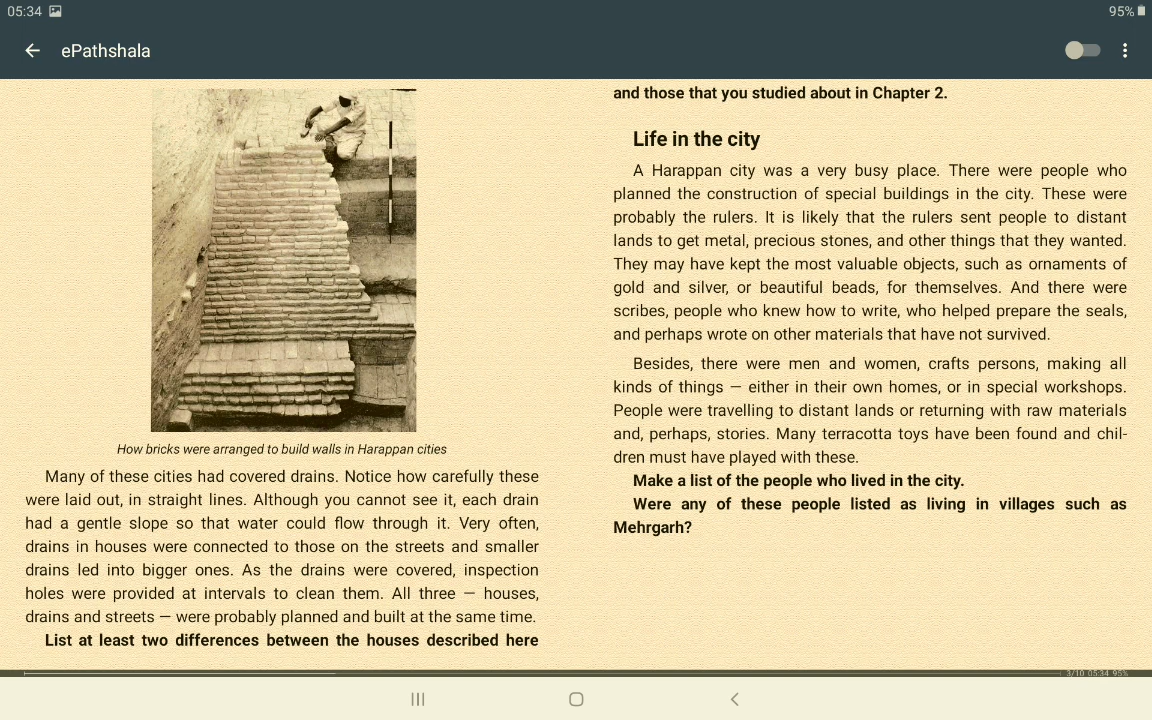 05:34
95%
ePathshala
How bricks were arranged to build walls in Harappan cities
Many of these cities had covered drains. Notice how carefully these
were laid out, in straight lines. Although you cannot see it, each drain
had a gentle slope so that water could flow through it. Very often,
drains in houses were connected to those on the streets and smaller
drains led into bigger ones. As the drains were covered, inspection
holes were provided at intervals to clean them. All three — houses,
drains and streets — were probably planned and built at the same time.
List at least two differences between the houses described here
and those that you studied about in Chapter 2.
Life in the city
A Harappan city was a very busy place. There were people who
planned the construction of special buildings in the city. These were
probably the rulers. It is likely that the rulers sent people to distant
lands to get metal, precious stones, and other things that they wanted.
They may have kept the most valuable objects, such as ornaments of
gold and silver, or beautiful beads, for themselves. And there were
scribes, people who knew how to write, who helped prepare the seals,
and perhaps wrote on other materials that have not survived.
Besides, there were men and women, crafts persons, making all
kinds of things — either in their own homes, or in special workshops.
People were travelling to distant lands or returning with raw materials
and, perhaps, stories. Many terracotta toys have been found and chil-
dren must have played with these.
Make a list of the people who lived in the city.
Were any of these people listed as living in villages such as
Mehrgarh?
3/10 05:34 95%